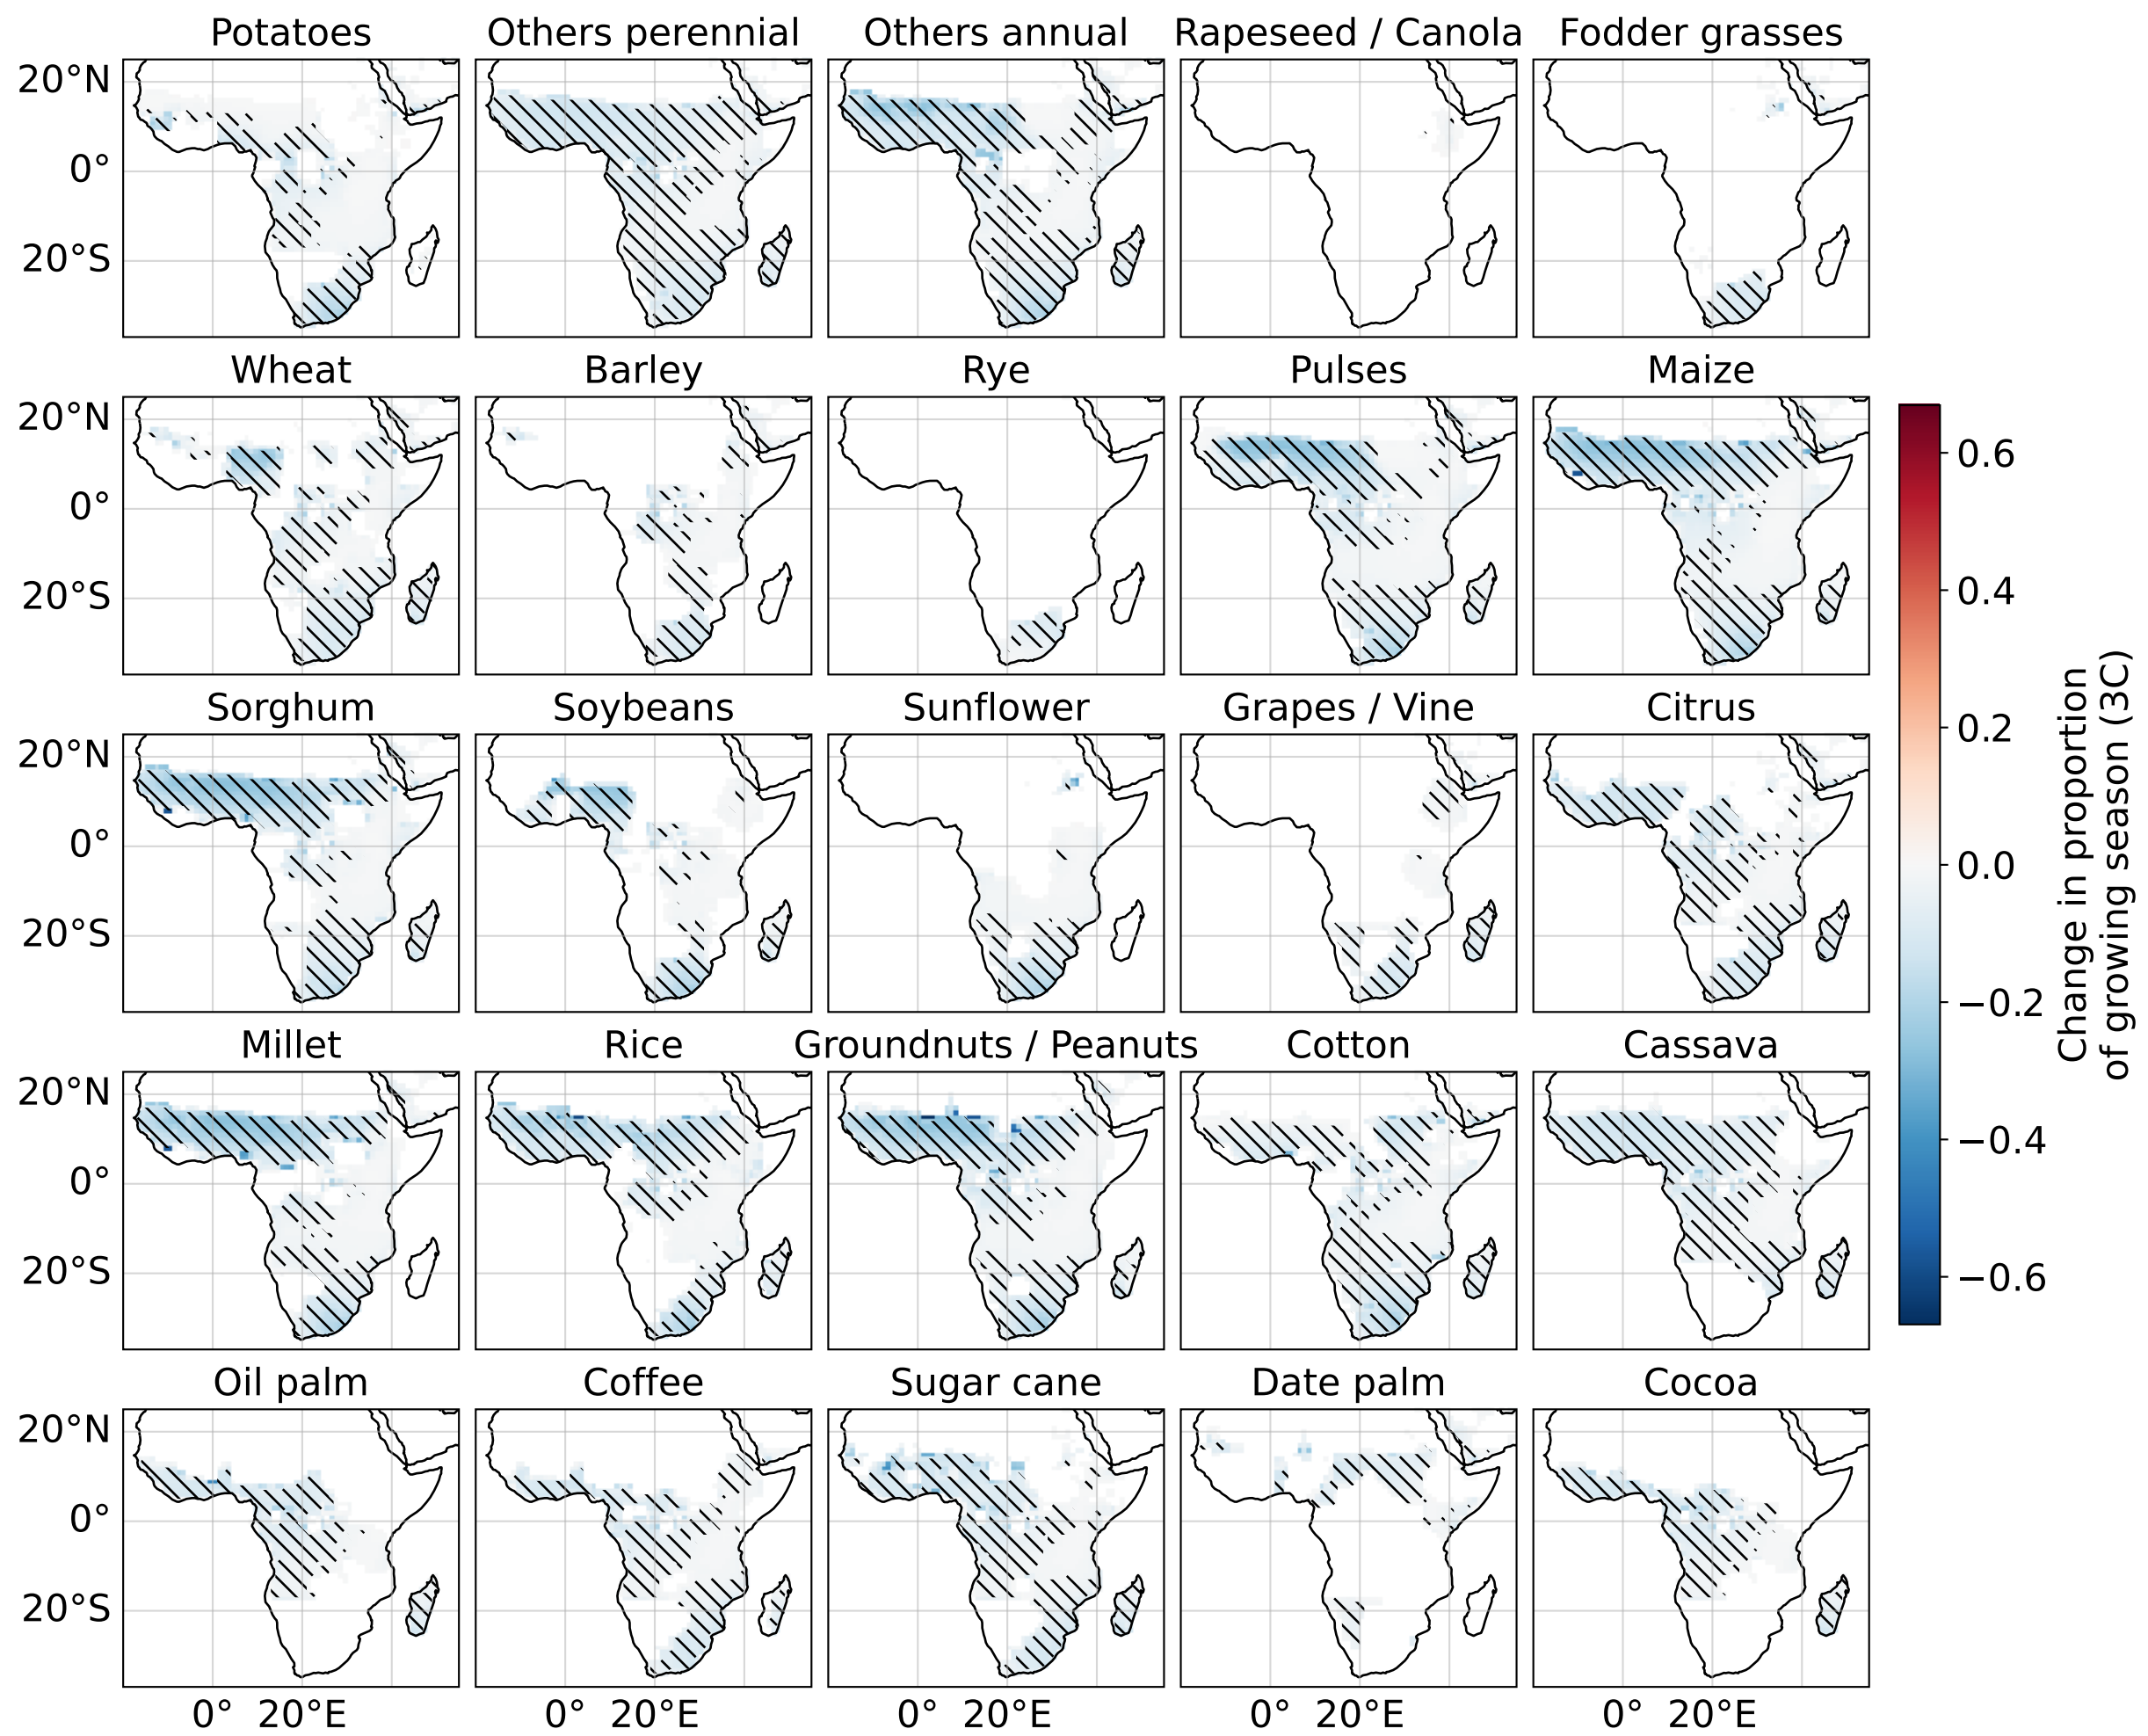 Potatoes Others perennial Others annual Rapeseed / Canola Fodder grasses
20°N
0°
20°S
Wheat Barley Rye Pulses Maize
20°N
0°
20°S
Sorghum Soybeans Sunflower Grapes / Vine Citrus
20°N
0°
20°S
Millet Rice Groundnuts / Peanuts Cotton Cassava
20°N
0°
20°S
Oil palm Coffee Sugar cane Date palm Cocoa
20°N
0°
20°S
0° 20°E 0° 20°E 0° 20°E 0° 20°E 0° 20°E
0.6
0.4
0.2
0.0
−0.2
−0.4
−0.6
Change in proportion
of growing season (3C)